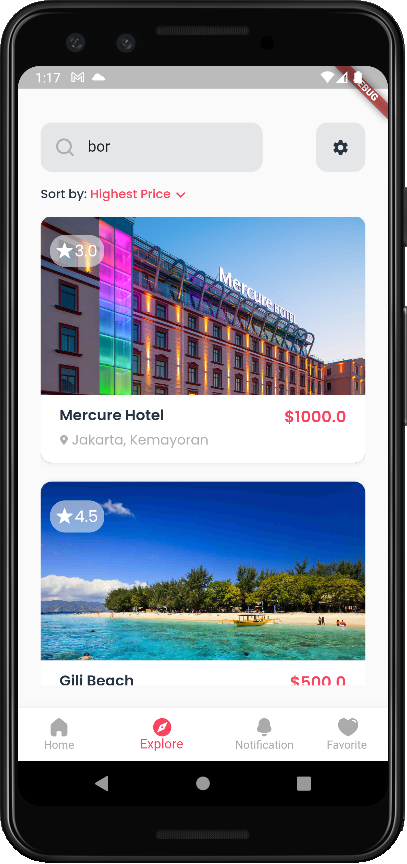 1:17
DEBUG
bor
Sort by: Highest Price
3.0
Mercure HOTEL
Mercure Hotel
$1000.0
Jakarta, Kemayoran
4.5
Gili Beach
$500.0
Home
Explore
Notification
Favorite